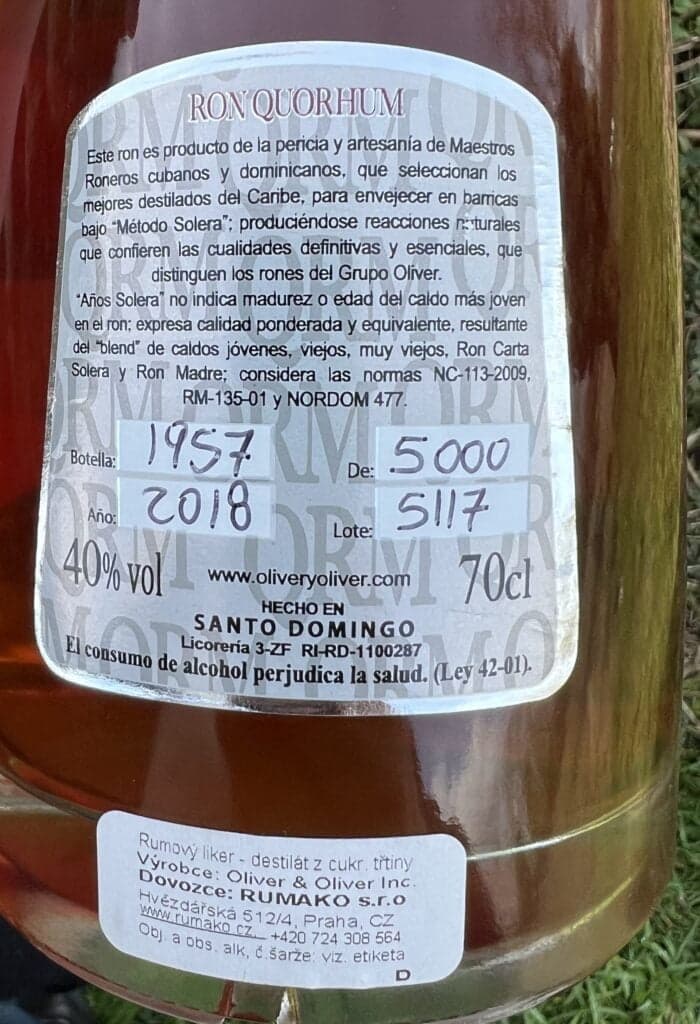 RON QUORHUM
Este ron es producto de la pericia y artesanía de Maestros
Roneros cubanos y dominicanos, que seleccionan los
mejores destilados del Caribe, para envejecer en barricas
bajo "Método Solera"; produciéndose reacciones naturales
que confieren las cualidades definitivas y esenciales, que
distinguen los rones del Grupo Oliver.
"Años Solera" no indica madurez o edad del caldo más joven
en el ron; expresa calidad ponderada y equivalente, resultante
del "blend" de caldos jóvenes, viejos, muy viejos, Ron Carta
Solera y Ron Madre; considera las normas NC-113-2009,
RM-135-01 y NORDOM 477.
Botella: 1957 De: 5000
Año: 2018 Lote: 5117
40% vol www.oliveryoliver.com 70cl
HECHO EN
SANTO DOMINGO
Licorería 3-ZF RI-RD-1100287
El consumo de alcohol perjudica la salud. (Ley 42-01).
Rumový liker - destilát z cukr. třtiny
Výrobce: Oliver & Oliver Inc.
Dovozce: RUMAKO s.r.o
Hvězdářská 512/4, Praha, CZ
www.rumako.cz +420 724 308 564
Obj. a obs. alk, č.šarže: viz. etiketa
D